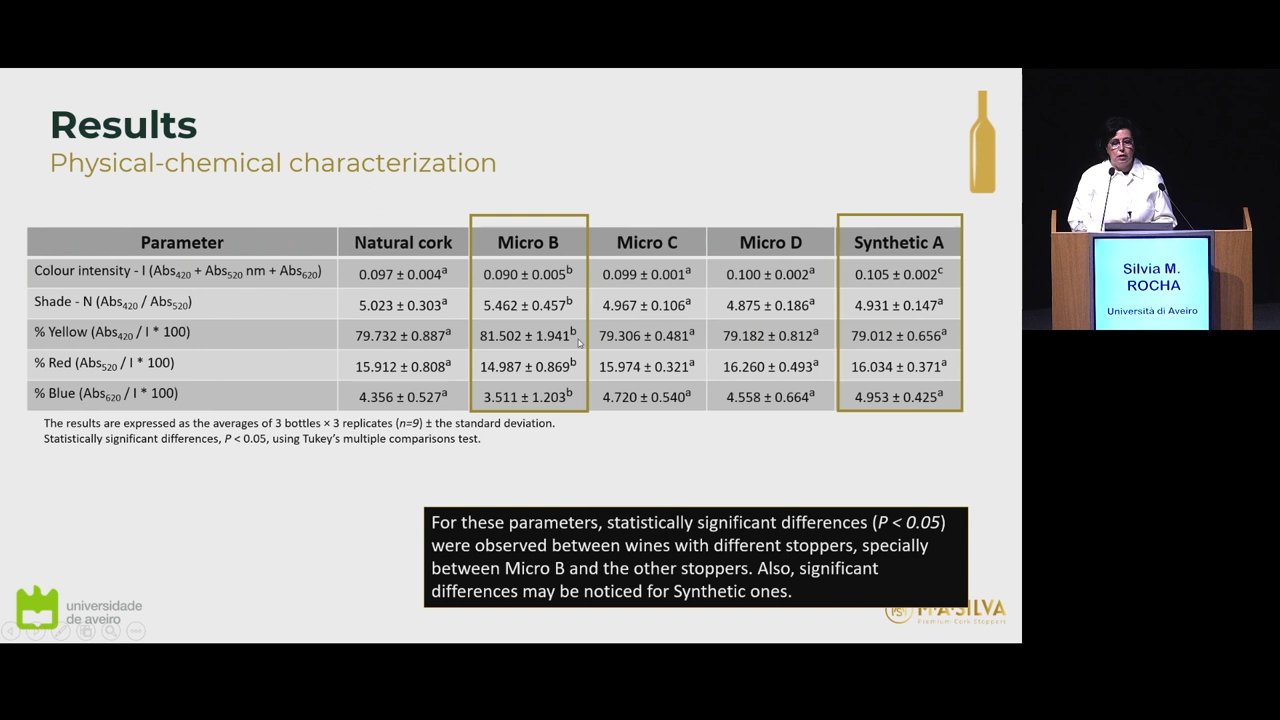 Results
Physical-chemical characterization
Parameter Natural cork Micro B Micro C Micro D Synthetic A
Colour intensity - I (Abs₄₂₀ + Abs₅₂₀ nm + Abs₆₂₀) 0.097 ± 0.004ᵃ 0.090 ± 0.005ᵇ 0.099 ± 0.001ᵃ 0.100 ± 0.002ᵃ 0.105 ± 0.002ᶜ
Shade - N (Abs₄₂₀ / Abs₅₂₀) 5.023 ± 0.303ᵃ 5.462 ± 0.457ᵇ 4.967 ± 0.106ᵃ 4.875 ± 0.186ᵃ 4.931 ± 0.147ᵃ
% Yellow (Abs₄₂₀ / I * 100) 79.732 ± 0.887ᵃ 81.502 ± 1.941ᵇ 79.306 ± 0.481ᵃ 79.182 ± 0.812ᵃ 79.012 ± 0.656ᵃ
% Red (Abs₅₂₀ / I * 100) 15.912 ± 0.808ᵃ 14.987 ± 0.869ᵇ 15.974 ± 0.321ᵃ 16.260 ± 0.493ᵃ 16.034 ± 0.371ᵃ
% Blue (Abs₆₂₀ / I * 100) 4.356 ± 0.527ᵃ 3.511 ± 1.203ᵇ 4.720 ± 0.540ᵃ 4.558 ± 0.664ᵃ 4.953 ± 0.425ᵃ
The results are expressed as the averages of 3 bottles × 3 replicates (n=9) ± the standard deviation.
Statistically significant differences, P < 0.05, using Tukey's multiple comparisons test.
For these parameters, statistically significant differences (P < 0.05)
were observed between wines with different stoppers, specially
between Micro B and the other stoppers. Also, significant
differences may be noticed for Synthetic ones.
universidade
de aveiro
M·A·SILVA
Premium Cork Stoppers
Silvia M.
ROCHA
Università di Aveiro